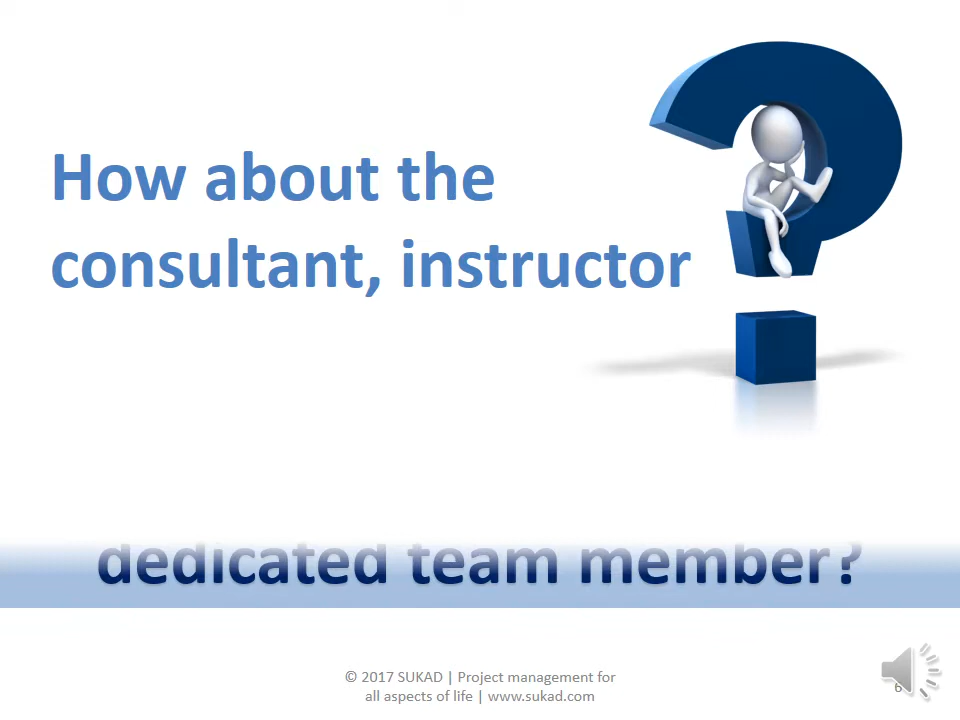 How about the
consultant, instructor
dedicated team member?
© 2017 SUKAD | Project management for
all aspects of life | www.sukad.com
6